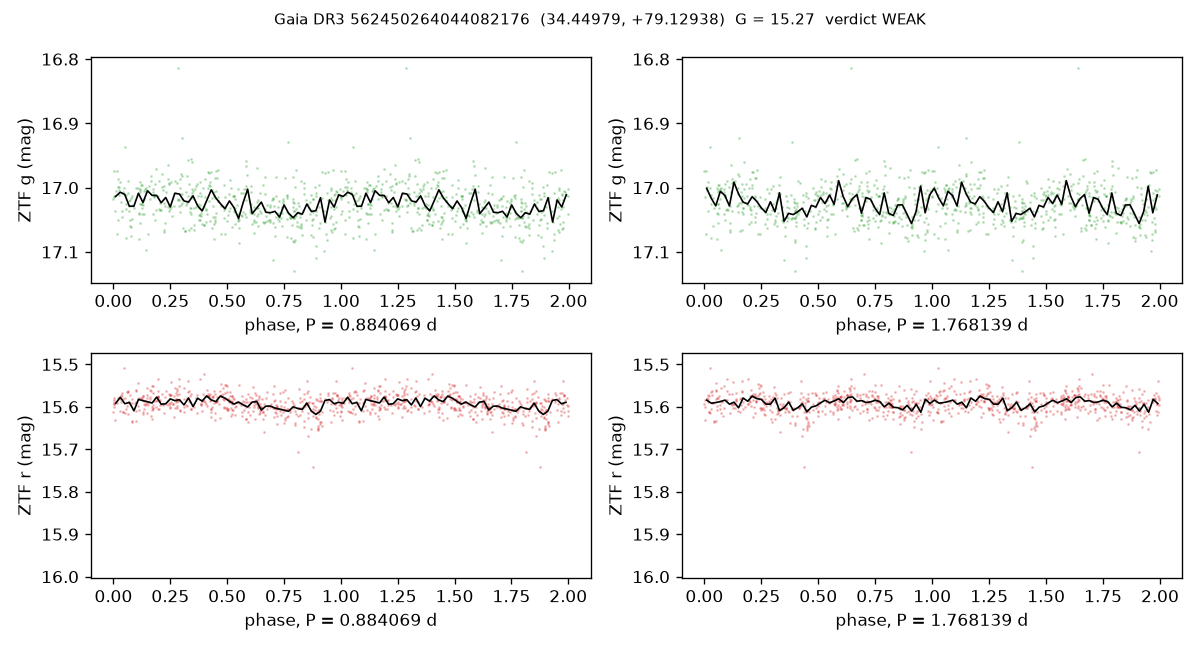 Gaia DR3 562450264044082176 (34.44979, +79.12938) G = 15.27 verdict WEAK
16.8
16.9
17.0
17.1
ZTF g (mag)
0.00 0.25 0.50 0.75 1.00 1.25 1.50 1.75 2.00
phase, P = 0.884069 d
16.8
16.9
17.0
17.1
ZTF g (mag)
0.00 0.25 0.50 0.75 1.00 1.25 1.50 1.75 2.00
phase, P = 1.768139 d
15.5
15.6
15.7
15.8
15.9
16.0
ZTF r (mag)
0.00 0.25 0.50 0.75 1.00 1.25 1.50 1.75 2.00
phase, P = 0.884069 d
15.5
15.6
15.7
15.8
15.9
16.0
ZTF r (mag)
0.00 0.25 0.50 0.75 1.00 1.25 1.50 1.75 2.00
phase, P = 1.768139 d